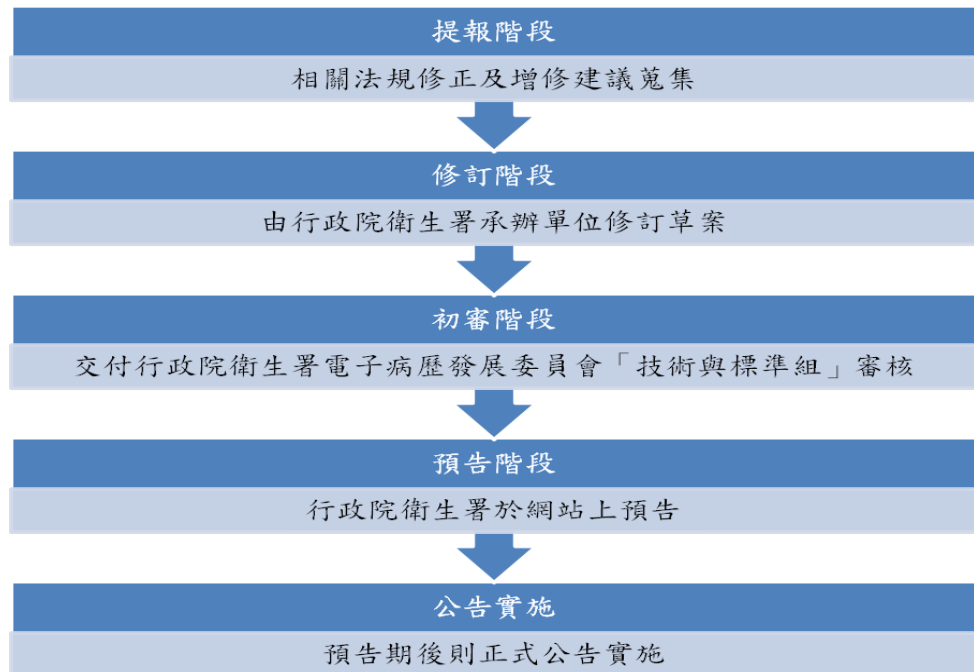 提報階段
相關法規修正及增修建議蒐集
修訂階段
由行政院衛生署承辦單位修訂草案
初審階段
交付行政院衛生署電子病歷發展委員會「技術與標準組」審核
預告階段
行政院衛生署於網站上預告
公告實施
預告期後則正式公告實施